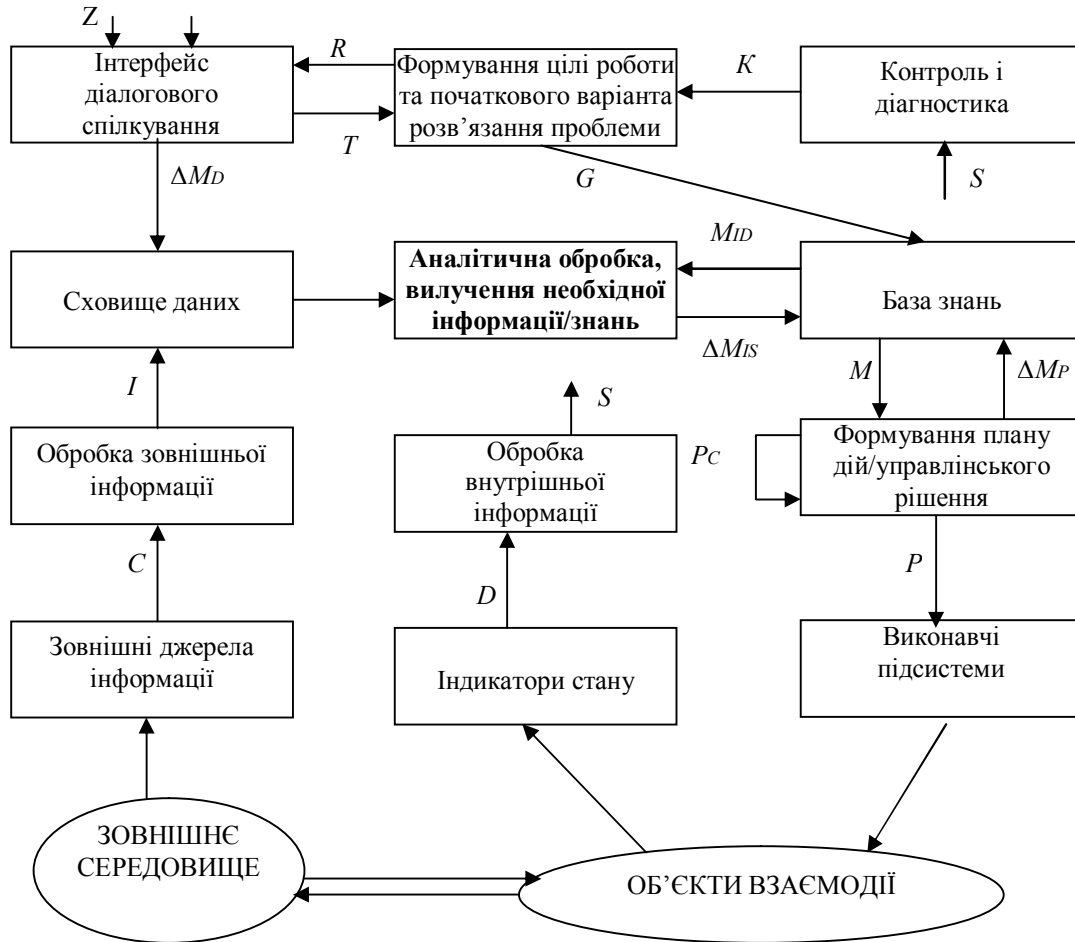 Z
Інтерфейс
діалогового
спілкування
R
T
Формування цілі роботи
та початкового варіанта
розв’язання проблеми
K
Контроль і
діагностика
ΔMD
G
S
Сховище даних
Аналітична обробка,
вилучення необхідної
інформації/знань
MID
ΔMIS
База знань
I
S
M
ΔMP
Обробка зовнішньої
інформації
Обробка
внутрішньої
інформації
PC
Формування плану
дій/управлінського
рішення
C
D
P
Зовнішні джерела
інформації
Індикатори стану
Виконавчі
підсистеми
ЗОВНІШНЄ
СЕРЕДОВИЩЕ
ОБ’ЄКТИ ВЗАЄМОДІЇ